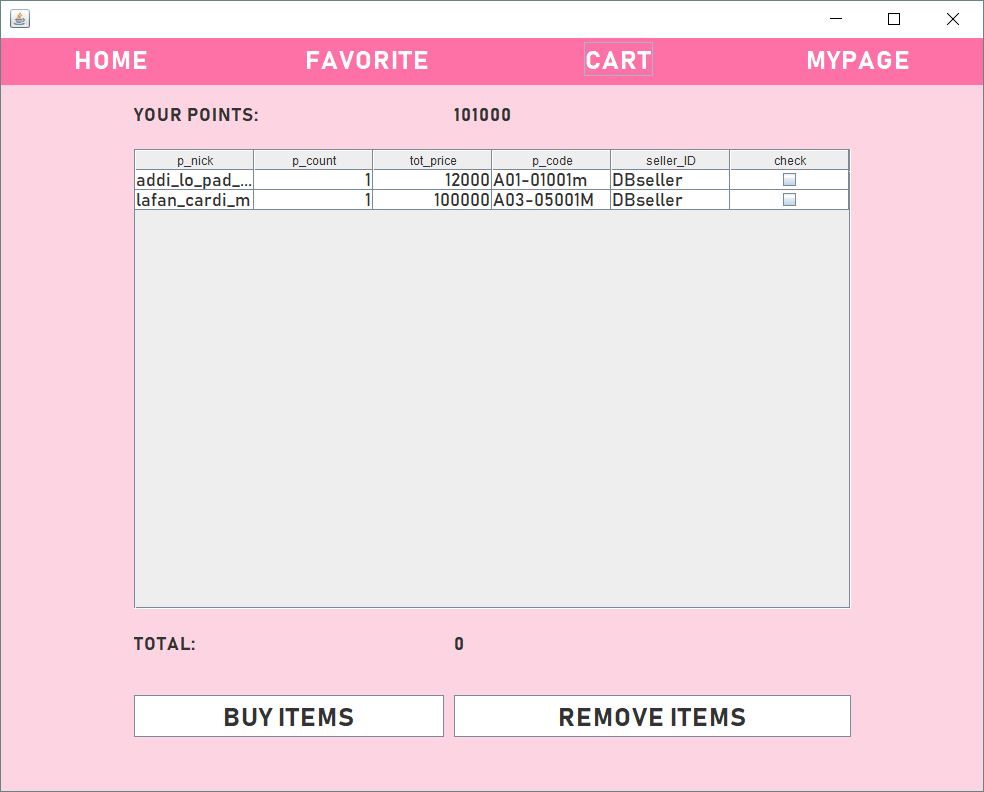 HOME FAVORITE CART MYPAGE
YOUR POINTS: 101000
p_nick p_count tot_price p_code seller_ID check
addi_lo_pad_... 1 12000 A01-01001m DBseller
lafan_cardi_m 1 100000 A03-05001M DBseller
TOTAL: 0
BUY ITEMS REMOVE ITEMS